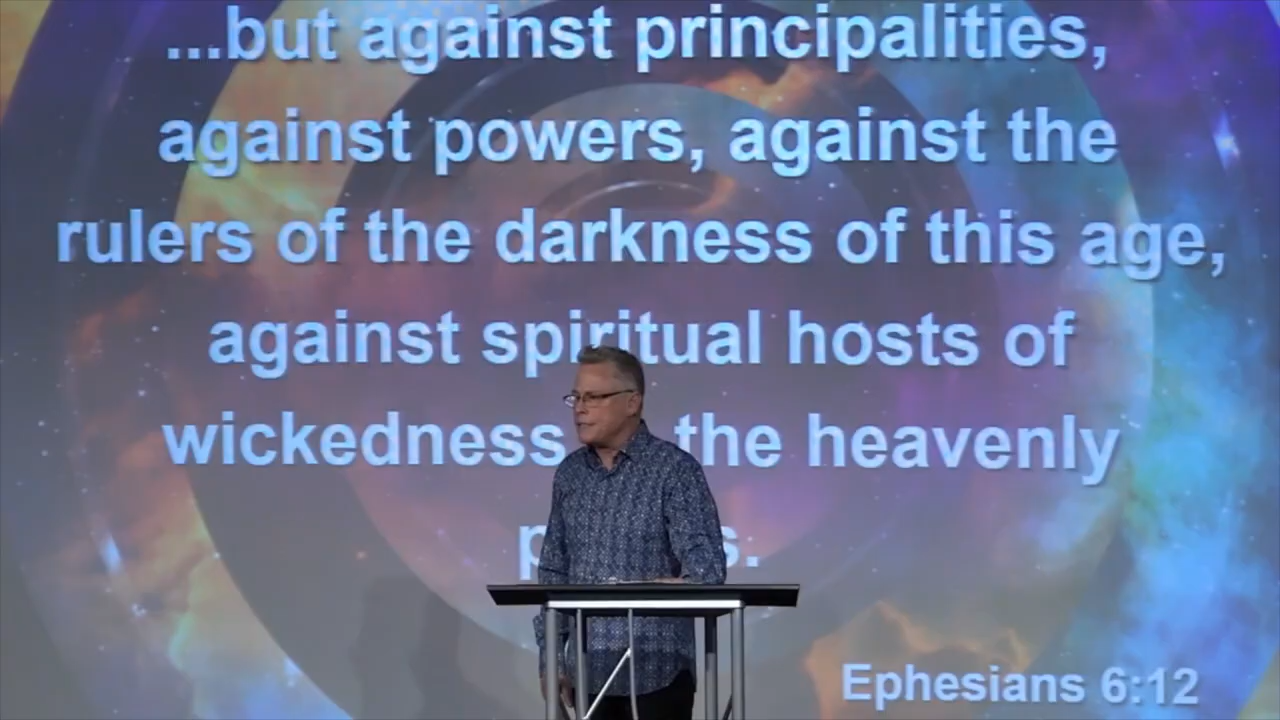 ...but against principalities,
against powers, against the
rulers of the darkness of this age,
against spiritual hosts of
wickedness the heavenly
Ephesians 6:12